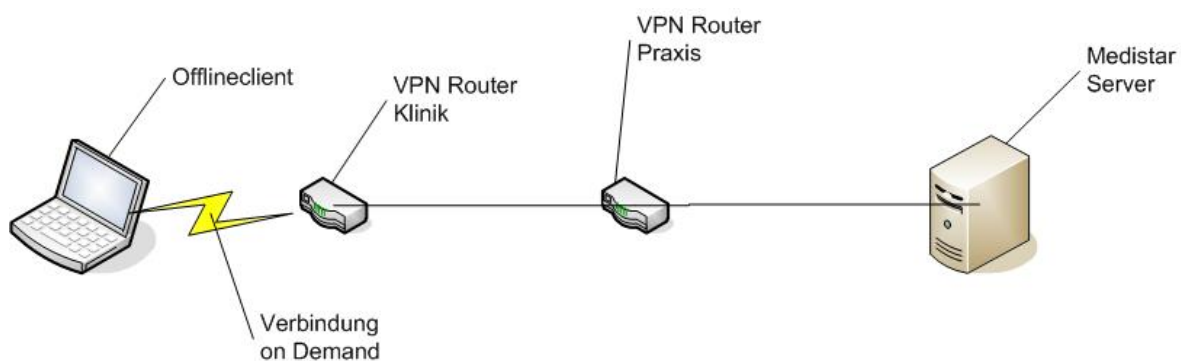 Offlineclient
VPN Router
Klinik
VPN Router
Praxis
Medistar
Server
Verbindung
on Demand